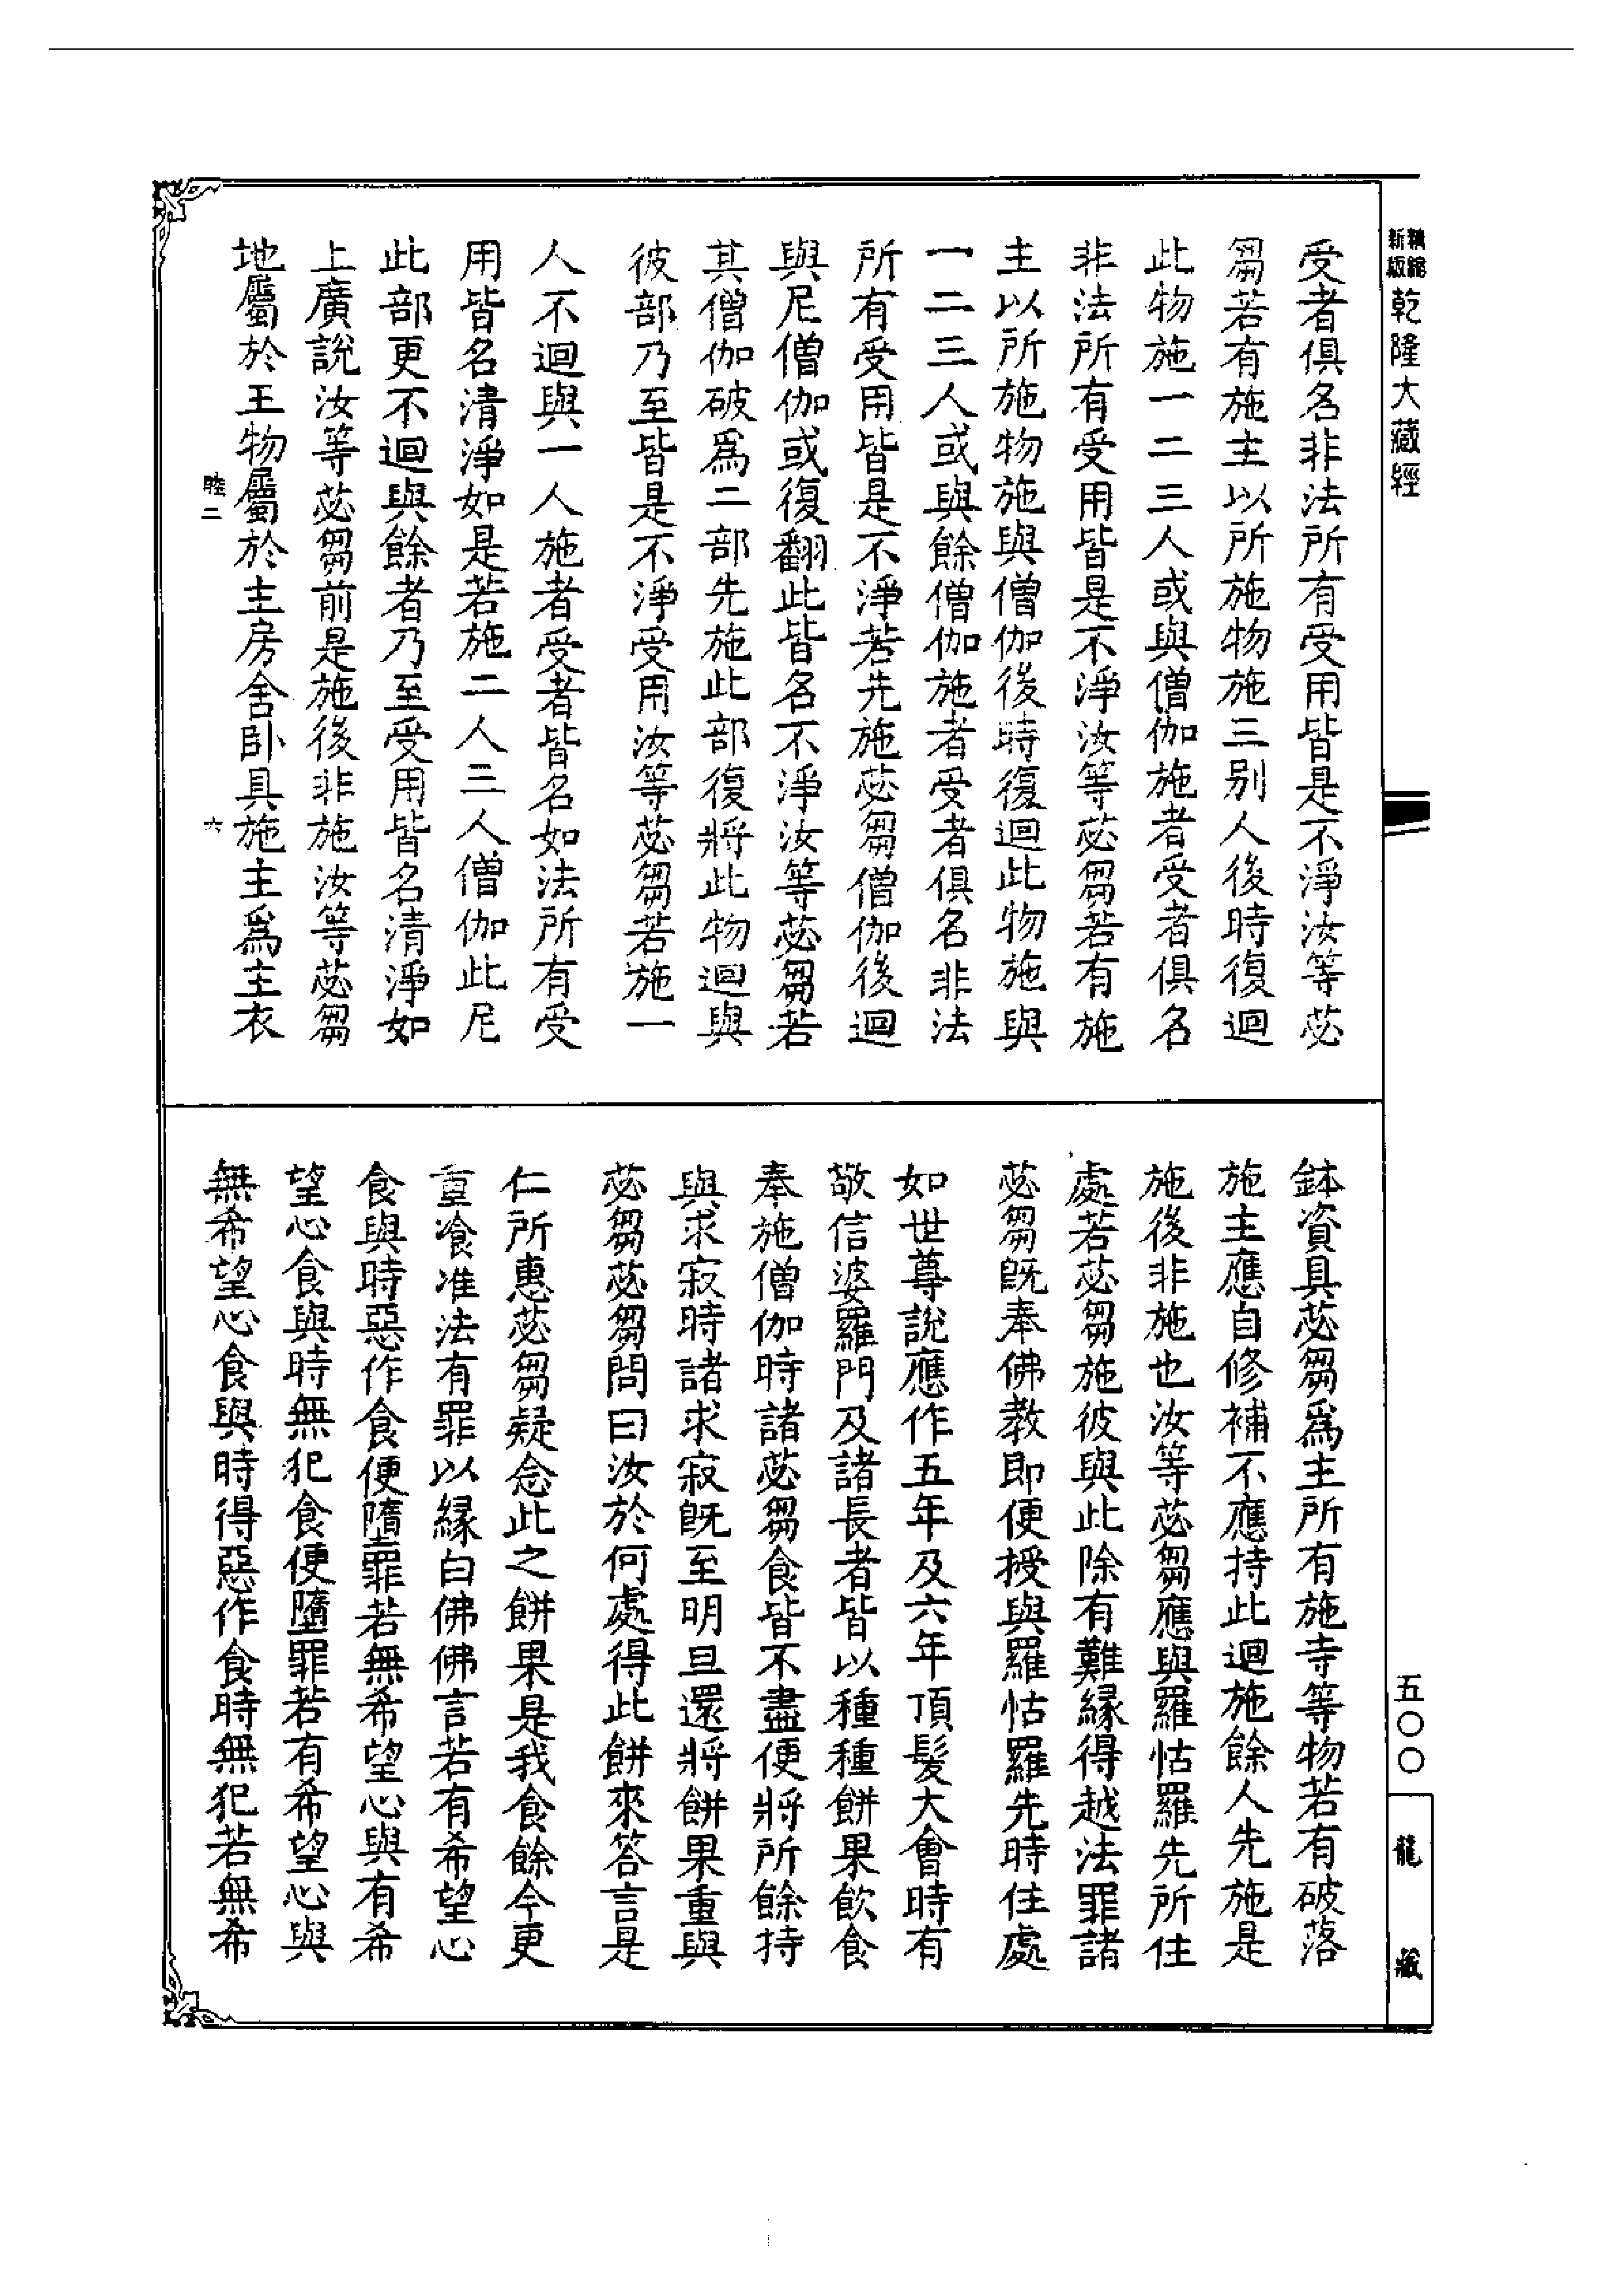 精縮新版乾隆大藏經
受者俱名非法所有受用皆是不淨汝等苾
芻若有施主以所施物施三别人後時復迴
此物施一二三人或與僧伽施者受者俱名
非法所有受用皆是不淨汝等苾芻若有施
主以所施物施與僧伽後時復迴此物施與
一二三人或與餘僧伽施者受者俱名非法
所有受用皆是不淨若先施苾芻僧伽後迴
與尼僧伽或復翻此皆名不淨汝等苾芻若
其僧伽破爲二部先施此部復將此物迴與
彼部乃至皆是不淨受用汝等苾芻若施一
人不迴與一人施者受者皆名如法所有受
用皆名清淨如是若施二人三人僧伽此尼
此部更不迴與餘者乃至受用皆名清淨如
上廣說汝等苾芻前是施後非施汝等苾芻
地屬於王物屬於主房舍卧具施主爲主衣
睦二
六
鉢資具苾芻爲主所有施寺等物若有破落
施主應自修補不應持此迴施餘人先施是
施後非施也汝等苾芻應與羅怙羅先所住
處若苾芻施彼與此除有難緣得越法罪諸
苾芻旣奉佛教即便授與羅怙羅先時住處
如世尊說應作五年及六年頂髮大會時有
敬信婆羅門及諸長者皆以種種餅果飲食
奉施僧伽時諸苾芻食皆不盡便將所餘持
與求寂時諸求寂旣至明旦還將餅果重與
苾芻苾芻問曰汝於何處得此餅來答言是
仁所惠苾芻疑念此之餅果是我食餘今更
重飡准法有罪以緣白佛佛言若有希望心
食與時惡作食便墮罪若無希望心與有希
望心食與時無犯食便墮罪若有希望心與
無希望心食與時得惡作食時無犯若無希
五〇〇
龍藏